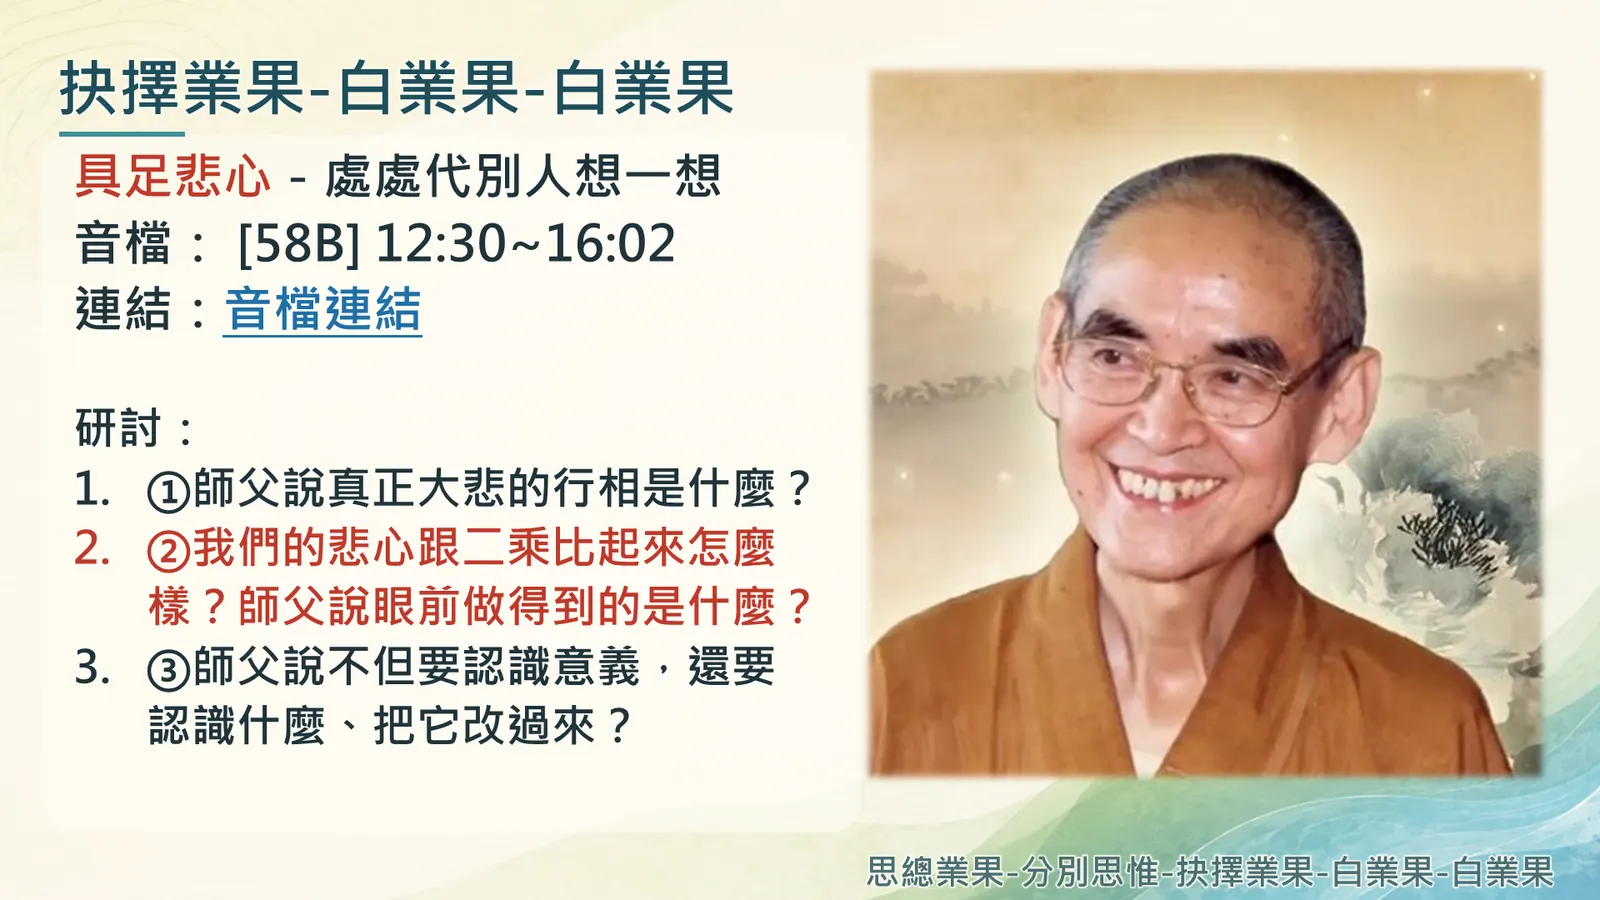 抉擇業果-白業果-白業果
具足悲心 - 處處代別人想一想
音檔： [58B] 12:30~16:02
連結：音檔連結
研討：
1. ①師父說真正大悲的行相是什麼？
2. ②我們的悲心跟二乘比起來怎麼
樣？師父說眼前做得到的是什麼？
3. ③師父說不但要認識意義，還要
認識什麼、把它改過來？
思總業果-分別思惟-抉擇業果-白業果-白業果